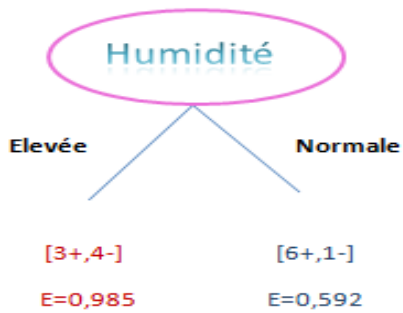 Humidité
Elevée Normale
[3+,4-] [6+,1-]
E=0,985 E=0,592